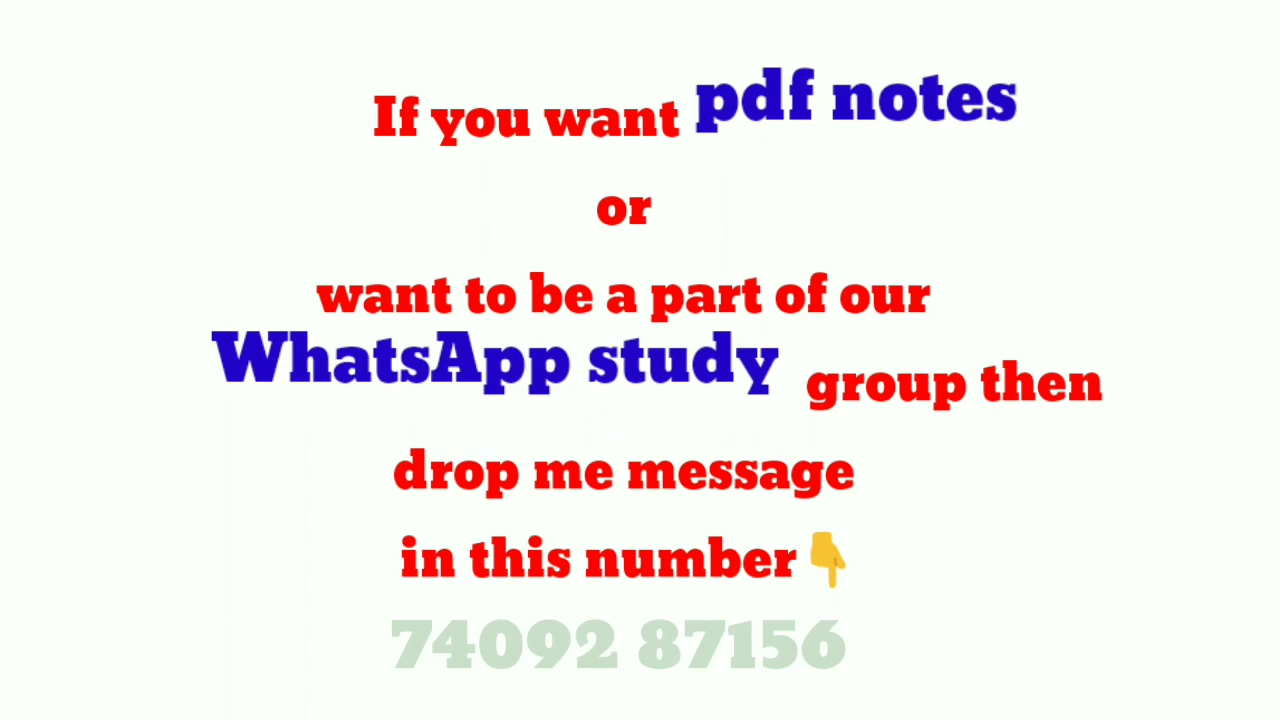 If you want pdf notes
or
want to be a part of our
WhatsApp study group then
drop me message
in this number👇
74092 87156